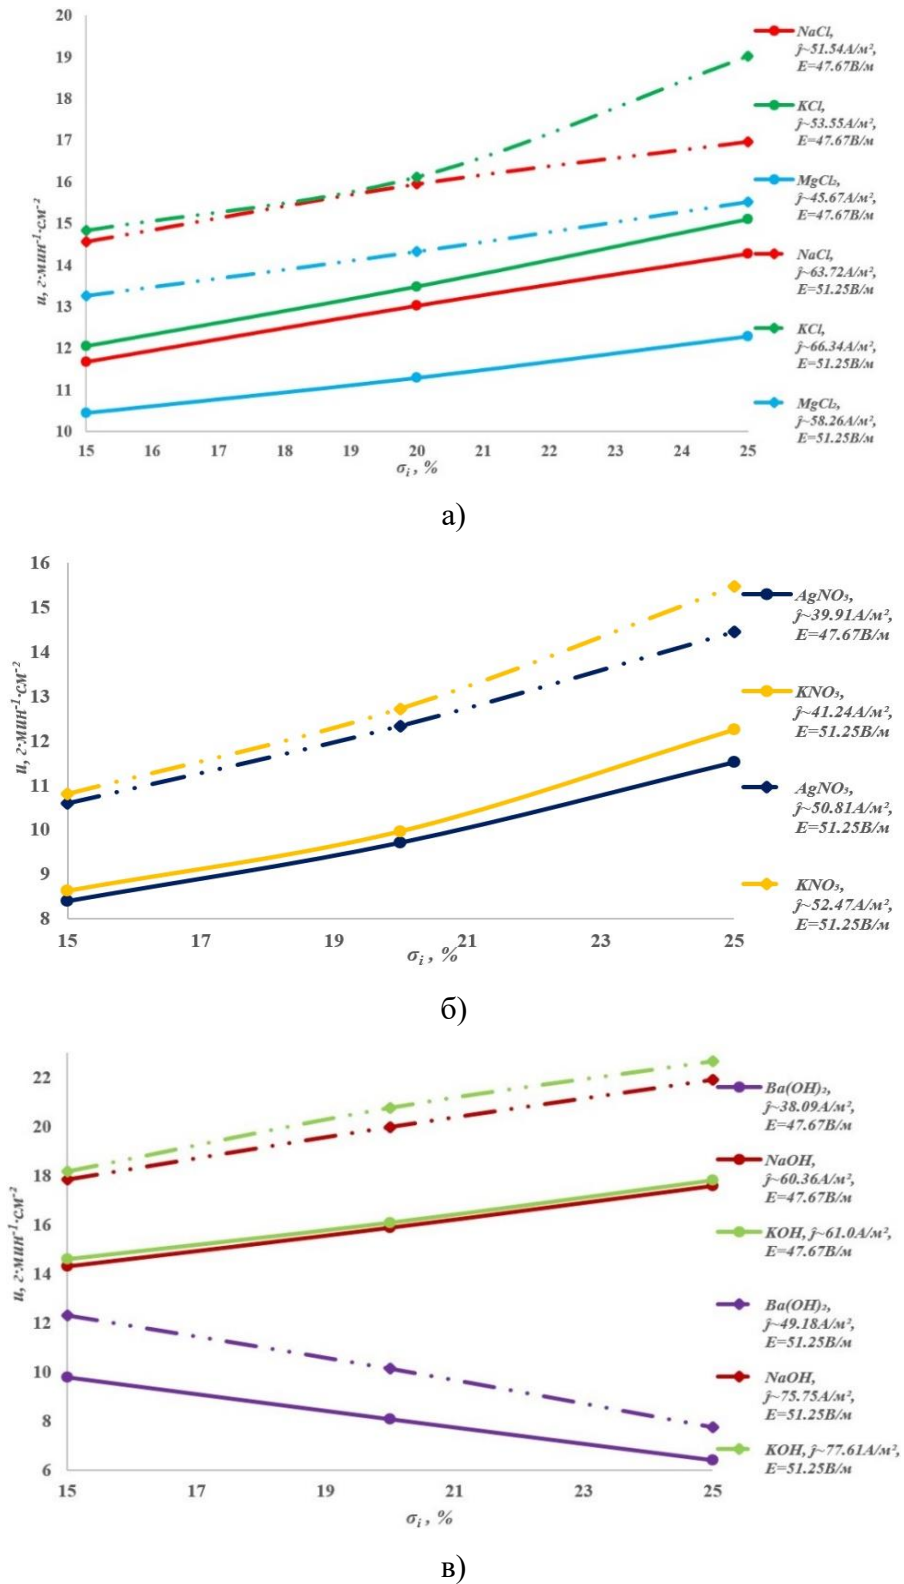 20
19
18
17
16
15
14
13
12
11
10
u, г·мин⁻¹·см⁻²
15 16 17 18 19 20 21 22 23 24 25
σᵢ , %
NaCl,
ĵ~51.54А/м²,
E=47.67В/м
KCl,
ĵ~53.55А/м²,
E=47.67В/м
MgCl₂,
ĵ~45.67А/м²,
E=47.67В/м
NaCl,
ĵ~63.72А/м²,
E=51.25В/м
KCl,
ĵ~66.34А/м²,
E=51.25В/м
MgCl₂,
ĵ~58.26А/м²,
E=51.25В/м
а)
16
15
14
13
12
11
10
9
8
u, г·мин⁻¹·см⁻²
15 17 19 21 23 25
σᵢ , %
AgNO₃,
ĵ~39.91А/м²,
E=47.67В/м
KNO₃,
ĵ~41.24А/м²,
E=51.25В/м
AgNO₃,
ĵ~50.81А/м²,
E=51.25В/м
KNO₃,
ĵ~52.47А/м²,
E=51.25В/м
б)
22
20
18
16
14
12
10
8
6
u, г·мин⁻¹·см⁻²
15 17 19 21 23 25
σᵢ , %
Ba(OH)₂,
ĵ~38.09А/м²,
E=47.67В/м
NaOH,
ĵ~60.36А/м²,
E=47.67В/м
KOH, ĵ~61.0А/м²,
E=47.67В/м
Ba(OH)₂,
ĵ~49.18А/м²,
E=51.25В/м
NaOH,
ĵ~75.75А/м²,
E=51.25В/м
KOH, ĵ~77.61А/м²,
E=51.25В/м
в)